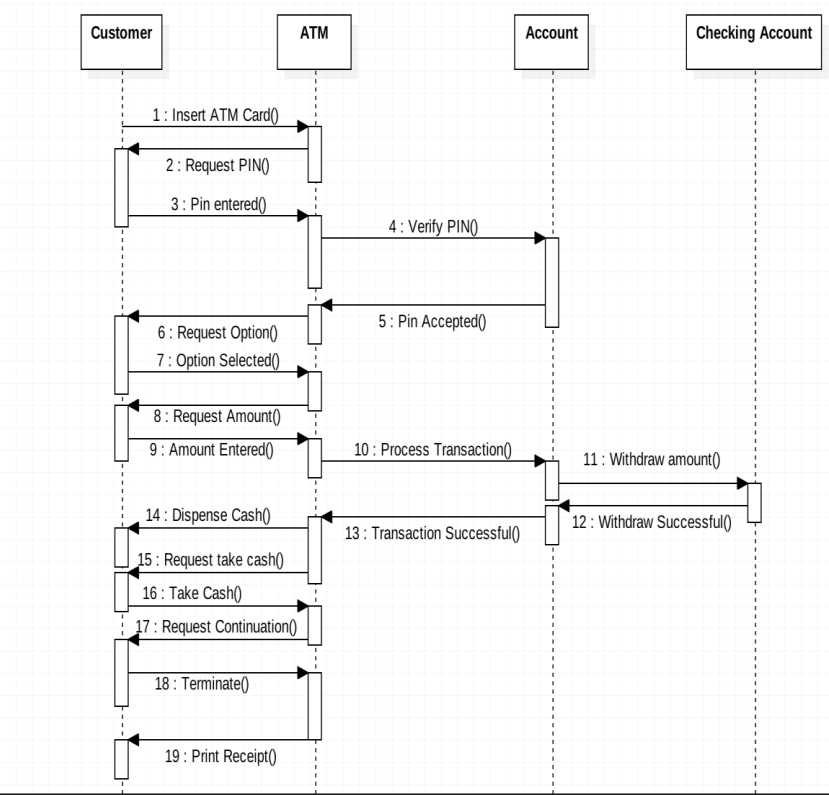 Customer
ATM
Account
Checking Account
1 : Insert ATM Card()
2 : Request PIN()
3 : Pin entered()
4 : Verify PIN()
5 : Pin Accepted()
6 : Request Option()
7 : Option Selected()
8 : Request Amount()
9 : Amount Entered()
10 : Process Transaction()
11 : Withdraw amount()
12 : Withdraw Successful()
13 : Transaction Successful()
14 : Dispense Cash()
15 : Request take cash()
16 : Take Cash()
17 : Request Continuation()
18 : Terminate()
19 : Print Receipt()